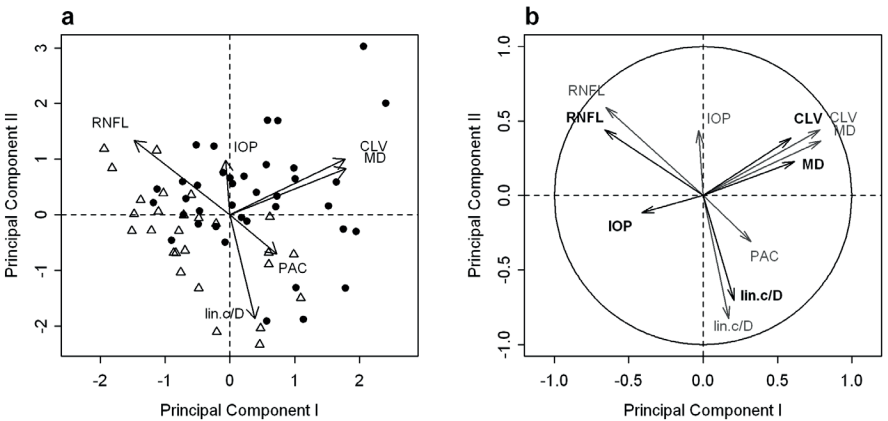 a
3
2
1
0
-1
-2
-2 -1 0 1 2
Principal Component II
Principal Component I
RNFL
IOP
CLV
MD
PAC
lin.c/D
b
1.0
0.5
0.0
-0.5
-1.0
-1.0 -0.5 0.0 0.5 1.0
Principal Component II
Principal Component I
RNFL
RNFL
IOP
CLV CLV
MD
MD
IOP
PAC
lin.c/D
lin.c/D